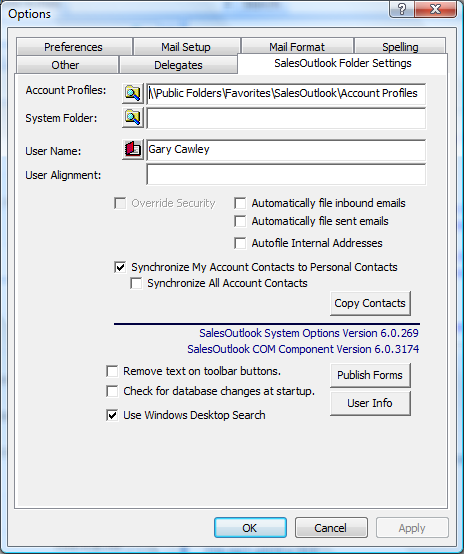 Options
Preferences Mail Setup Mail Format Spelling
Other Delegates SalesOutlook Folder Settings
Account Profiles: \\Public Folders\Favorites\SalesOutlook\Account Profiles
System Folder:
User Name: Gary Cawley
User Alignment:
Override Security Automatically file inbound emails
Automatically file sent emails
Autofile Internal Addresses
Synchronize My Account Contacts to Personal Contacts
Synchronize All Account Contacts
Copy Contacts
SalesOutlook System Options Version 6.0.269
SalesOutlook COM Component Version 6.0.3174
Remove text on toolbar buttons. Publish Forms
Check for database changes at startup.
User Info
Use Windows Desktop Search
OK Cancel Apply